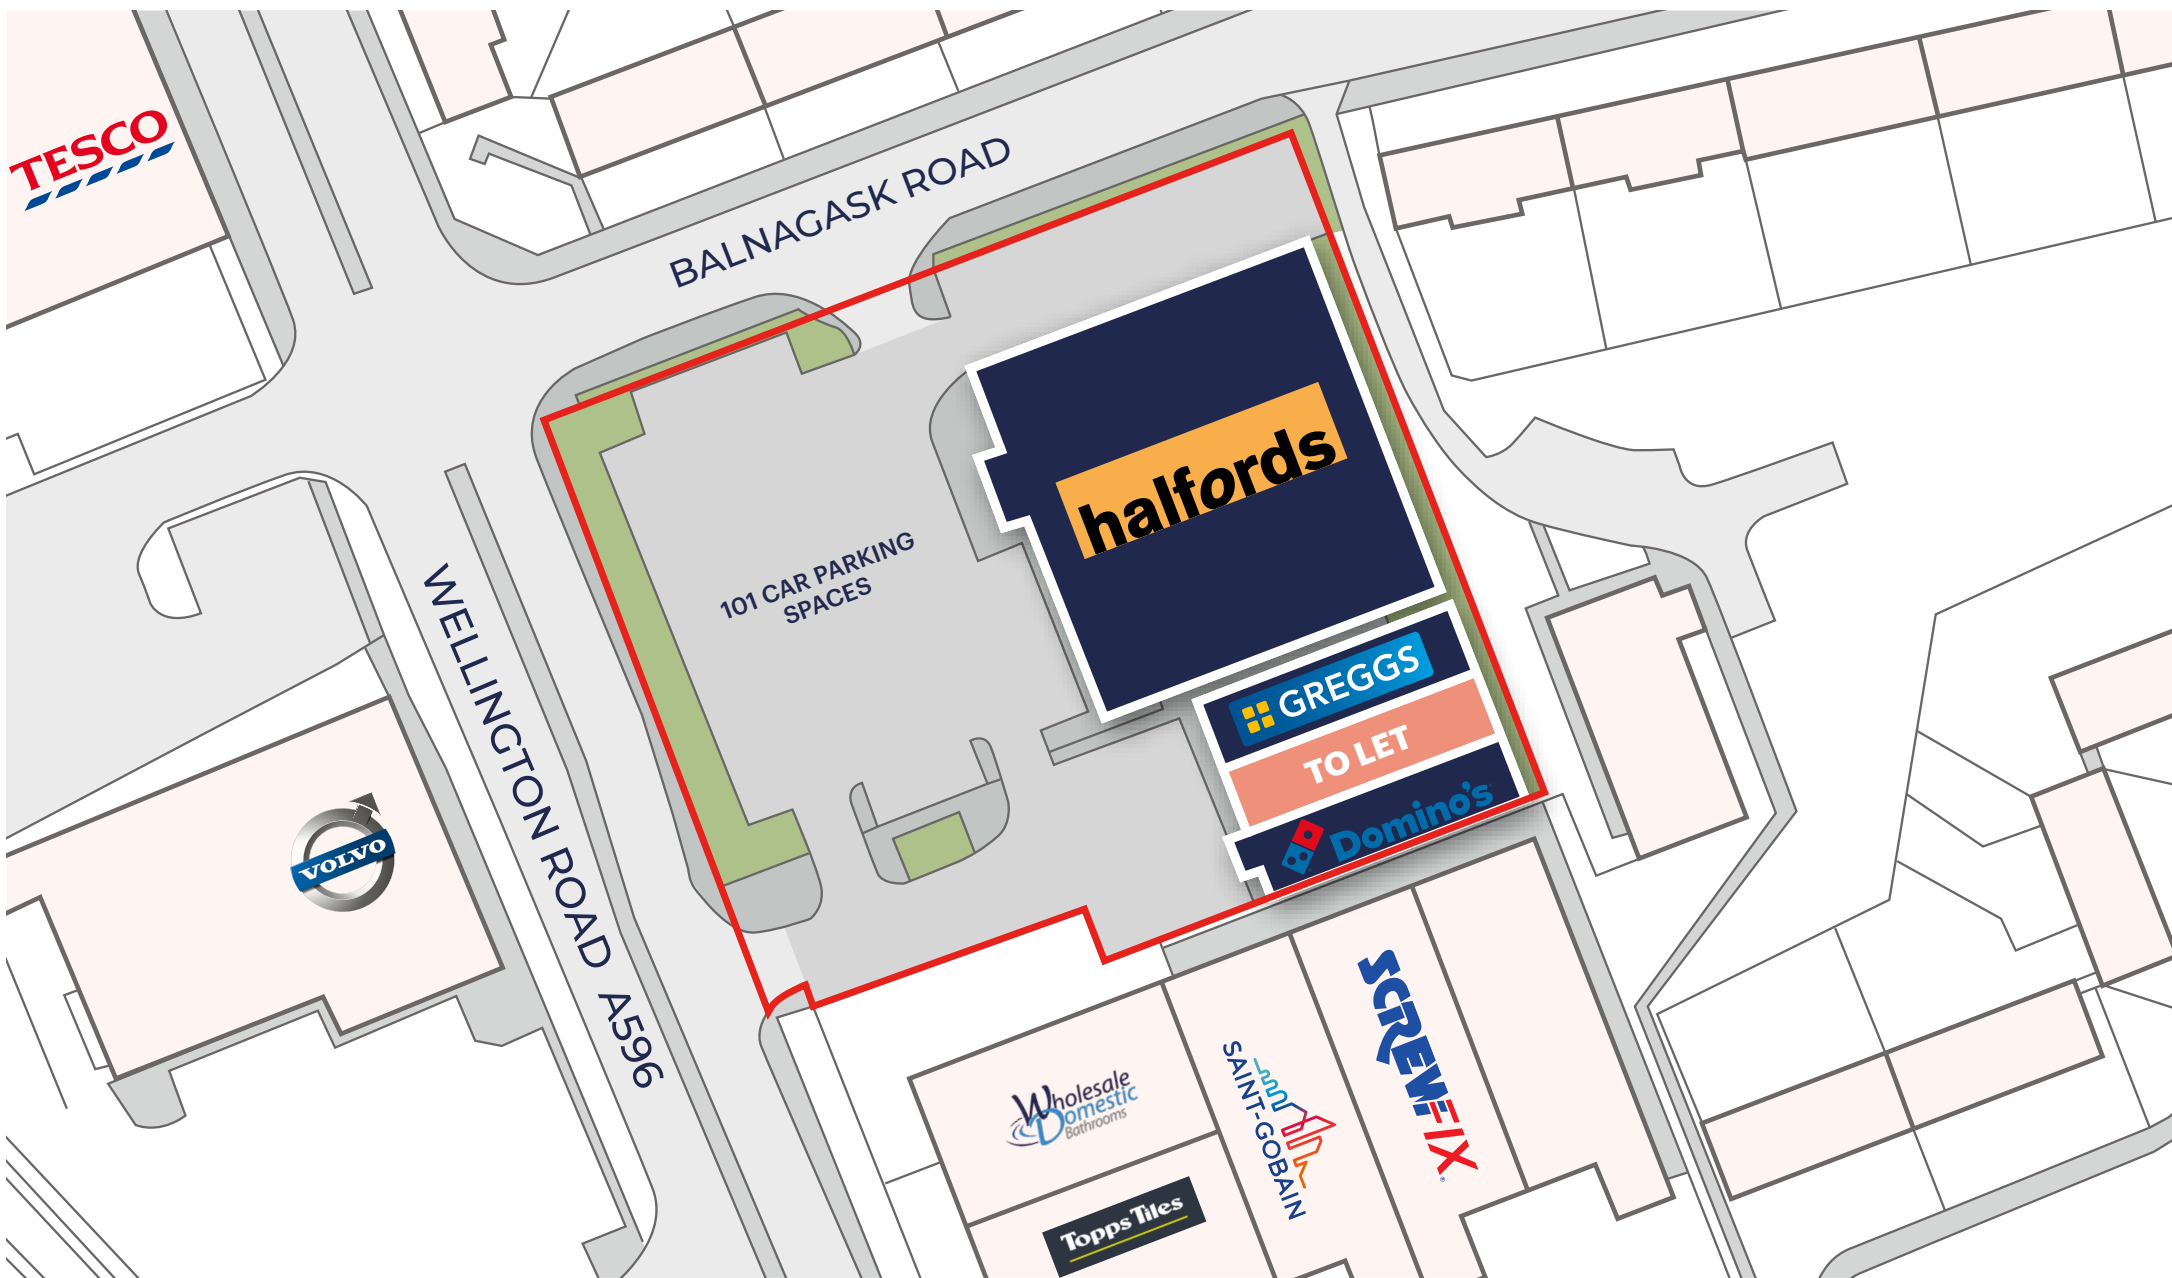 TESCO
BALNAGASK ROAD
halfords
101 CAR PARKING
SPACES
WELLINGTON ROAD A596
GREGGS
TO LET
Domino's
VOLVO
SCREWFIX
SAINT-GOBAIN
Wholesale
Domestic
Bathrooms
Topps Tiles